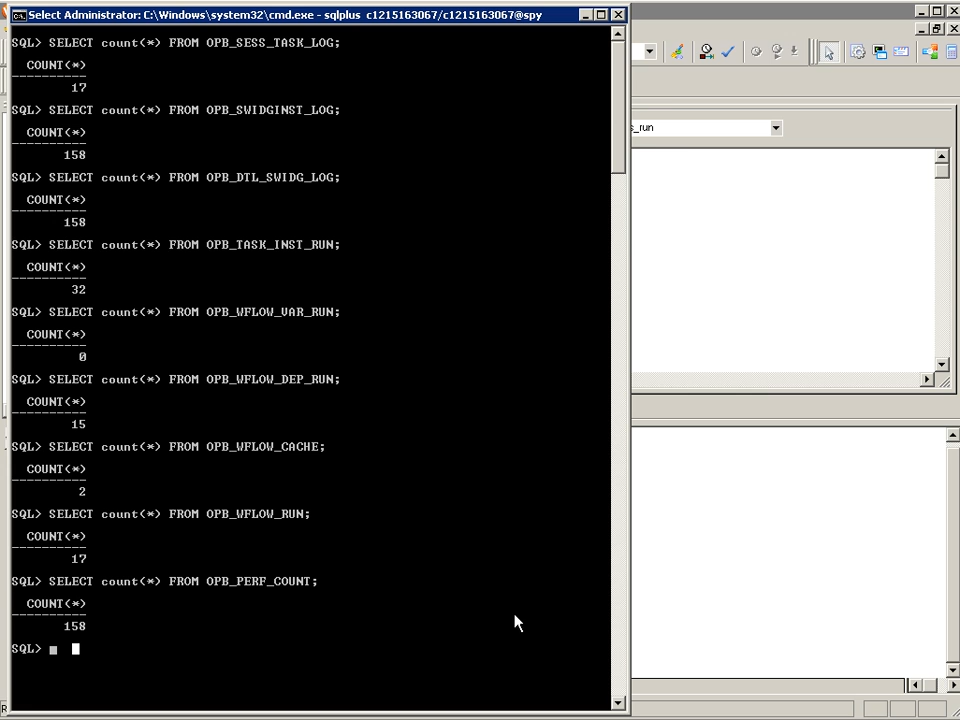 Select Administrator: C:\Windows\system32\cmd.exe - sqlplus c1215163067/c1215163067@spy
SQL> SELECT count(*) FROM OPB_SESS_TASK_LOG;
COUNT(*)
----------
17
SQL> SELECT count(*) FROM OPB_SWIDGINST_LOG;
COUNT(*)
----------
158
SQL> SELECT count(*) FROM OPB_DTL_SWIDG_LOG;
COUNT(*)
----------
158
SQL> SELECT count(*) FROM OPB_TASK_INST_RUN;
COUNT(*)
----------
32
SQL> SELECT count(*) FROM OPB_WFLOW_VAR_RUN;
COUNT(*)
----------
0
SQL> SELECT count(*) FROM OPB_WFLOW_DEP_RUN;
COUNT(*)
----------
15
SQL> SELECT count(*) FROM OPB_WFLOW_CACHE;
COUNT(*)
----------
2
SQL> SELECT count(*) FROM OPB_WFLOW_RUN;
COUNT(*)
----------
17
SQL> SELECT count(*) FROM OPB_PERF_COUNT;
COUNT(*)
----------
158
SQL>
s_run